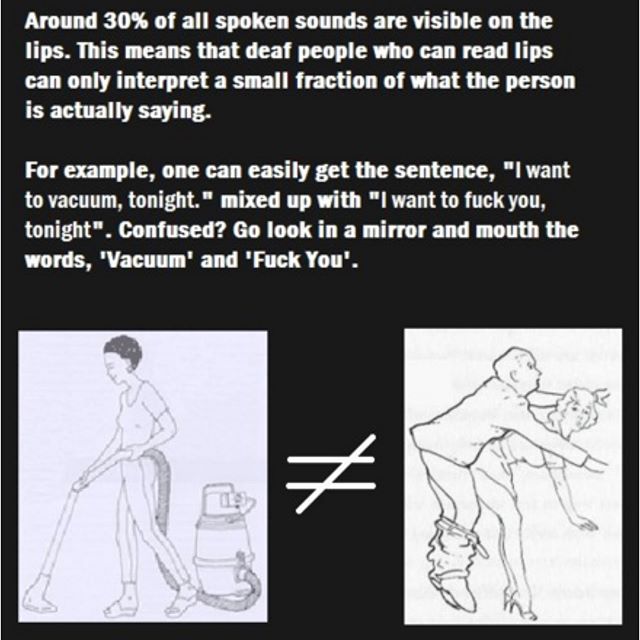 Around 30% of all spoken sounds are visible on the
lips. This means that deaf people who can read lips
can only interpret a small fraction of what the person
is actually saying.
For example, one can easily get the sentence, "I want
to vacuum, tonight." mixed up with "I want to fuck you,
tonight". Confused? Go look in a mirror and mouth the
words, 'Vacuum' and 'Fuck You'.
≠